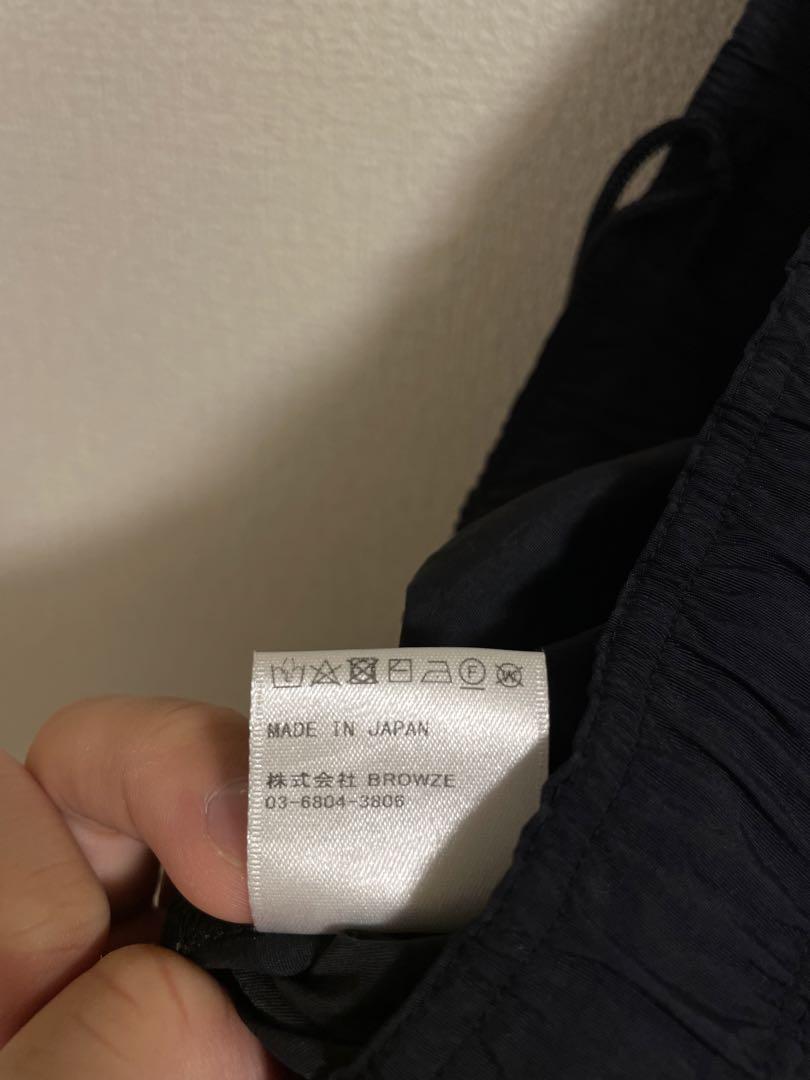 F W
MADE IN JAPAN
株式会社 BROWZE
03-6804-3806